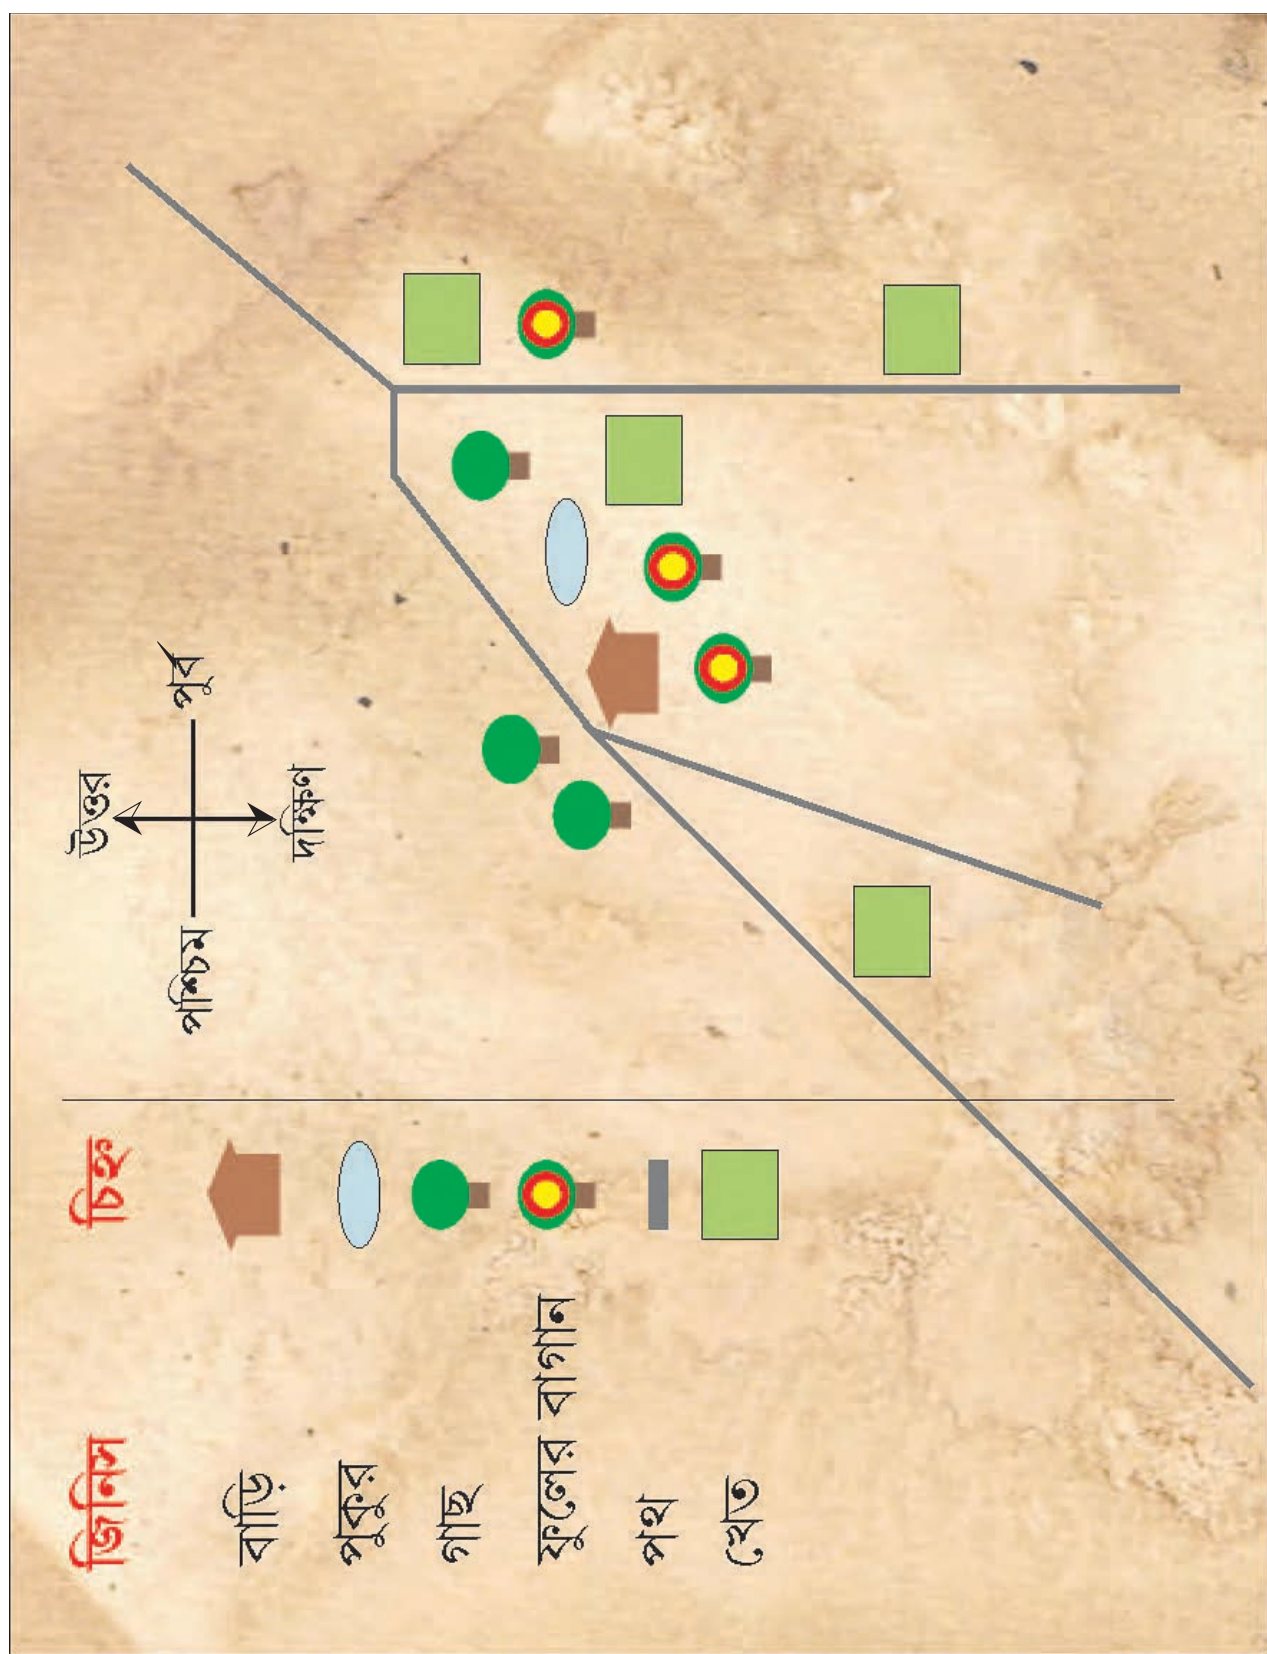 জিনিস চিহ্ন
বাড়ি
পুকুর
গাছ
ফুলের বাগান
পথ
খেত
উত্তর
পশ্চিম পূর্ব
দক্ষিণ